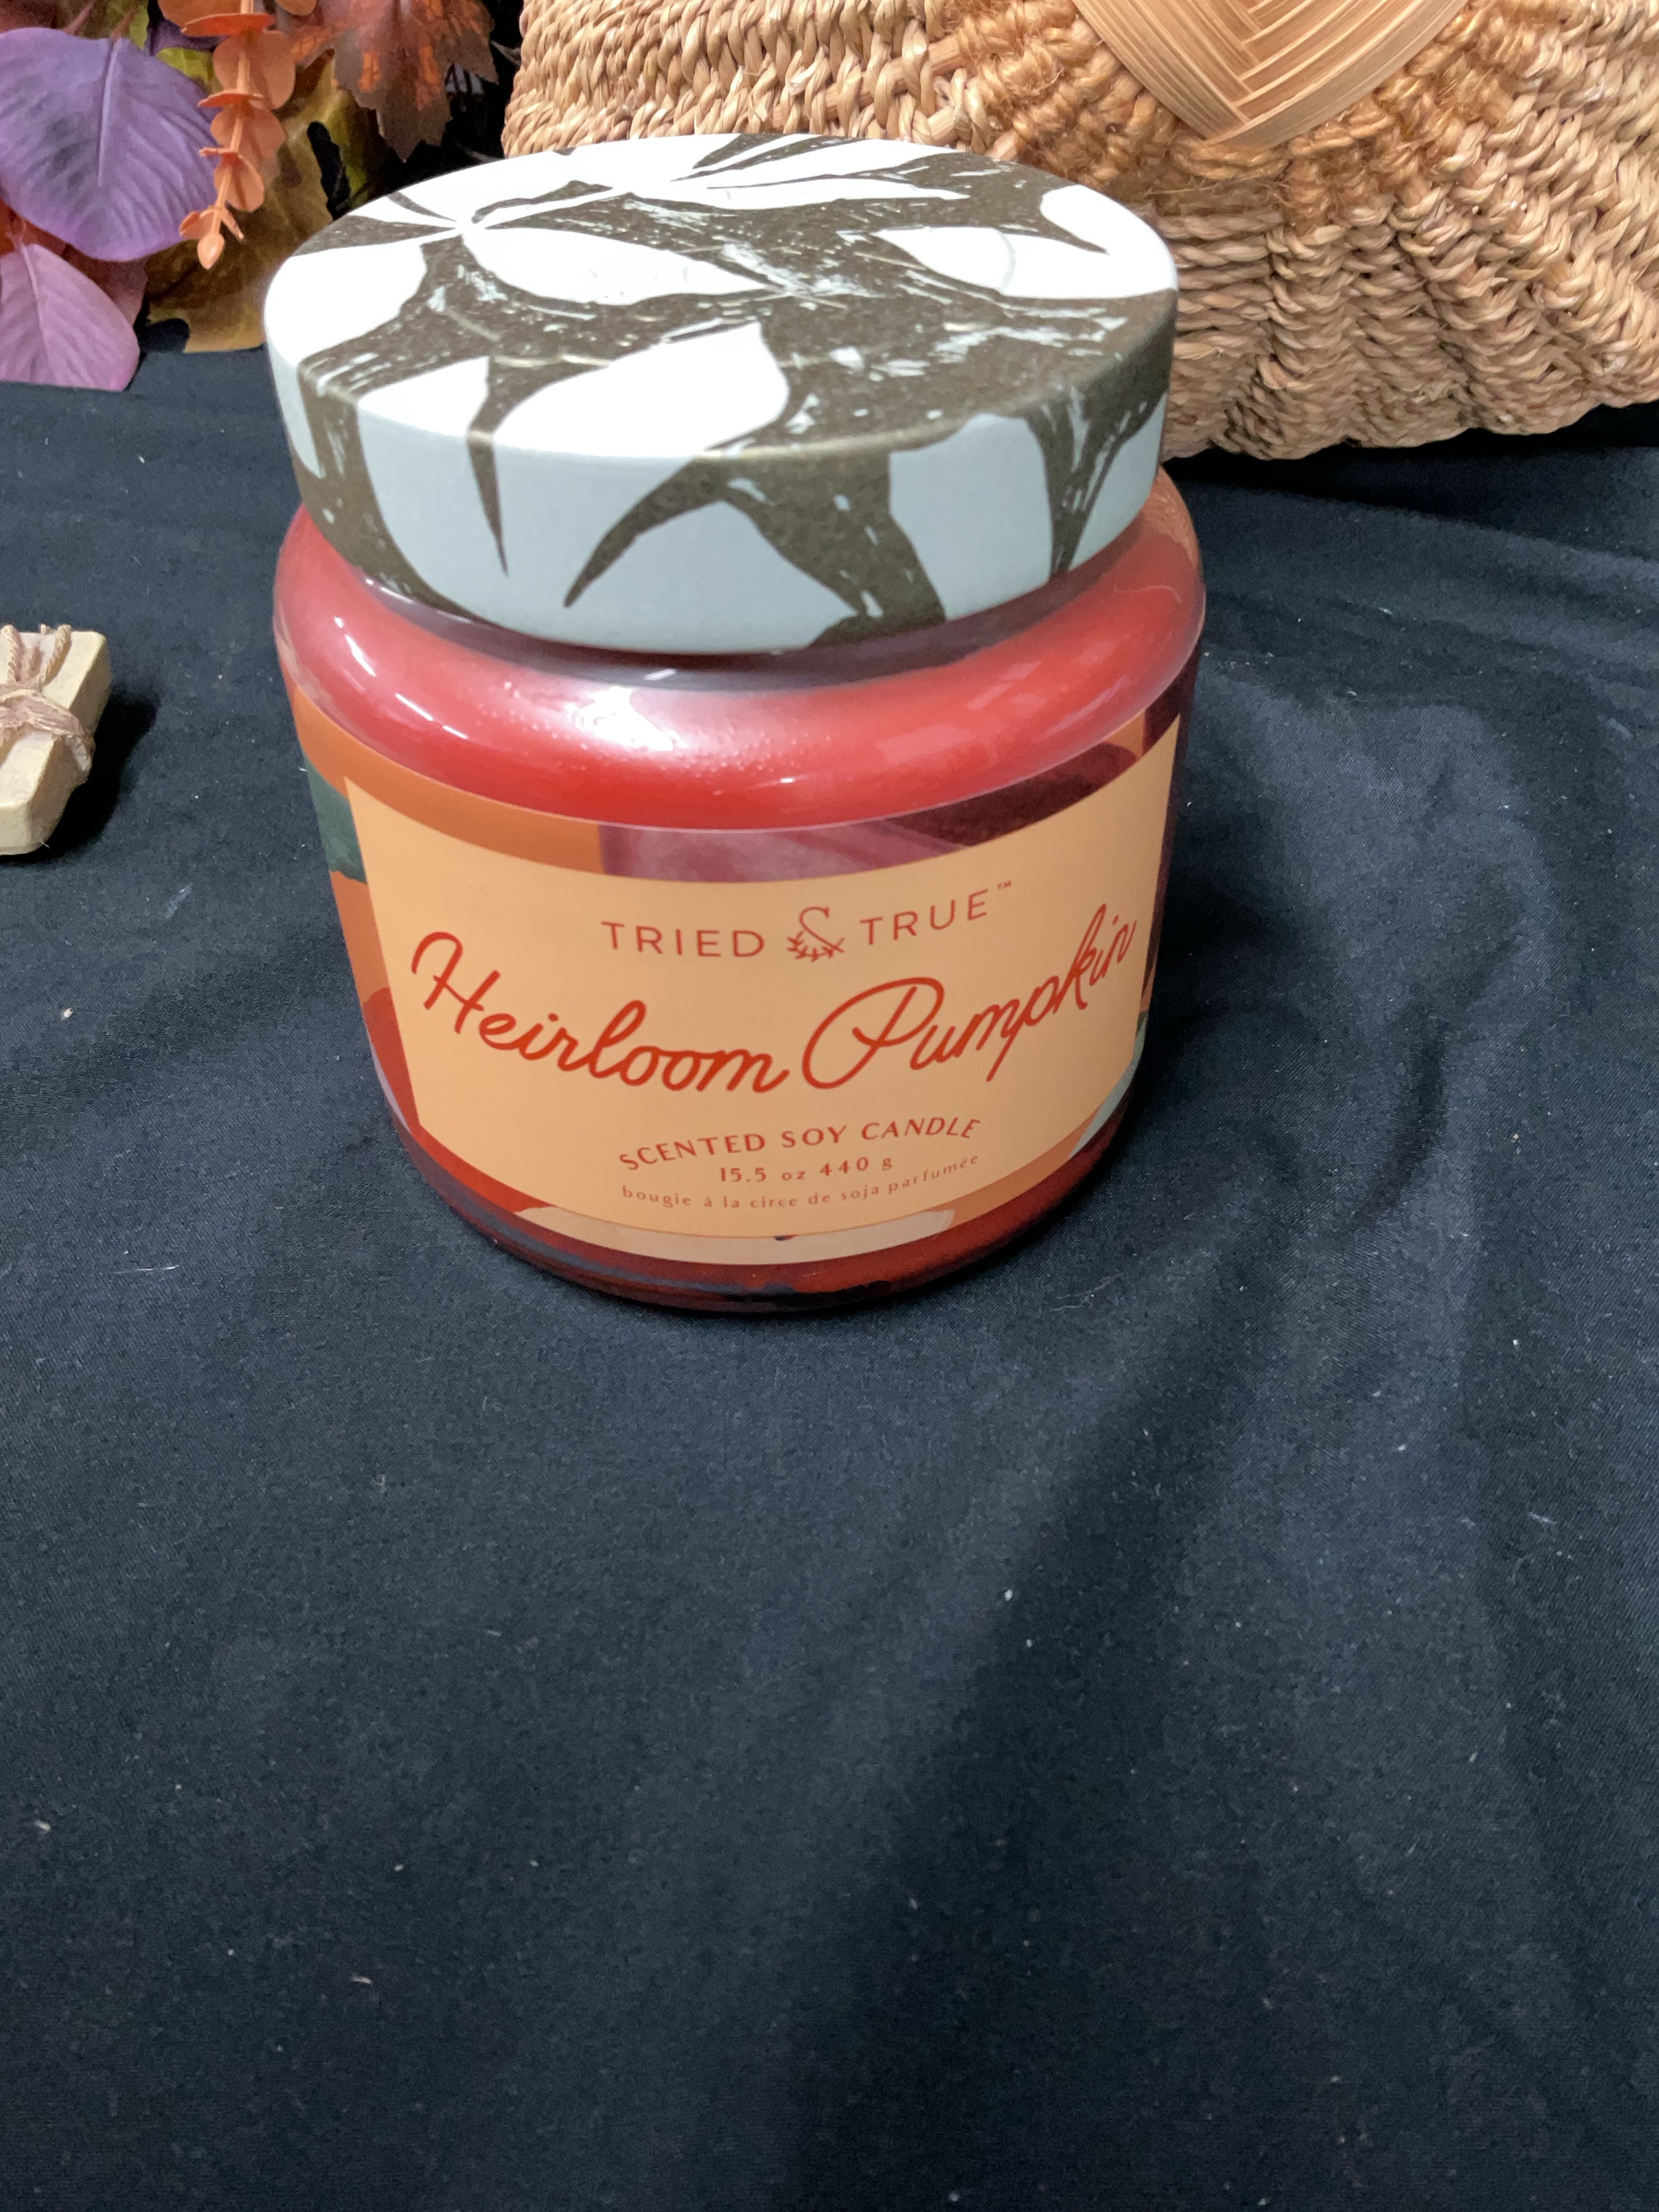 TRIED & TRUE™
Heirloom Pumpkin
SCENTED SOY CANDLE
15.5 oz 440 g
bougie à la circe de soja parfumée